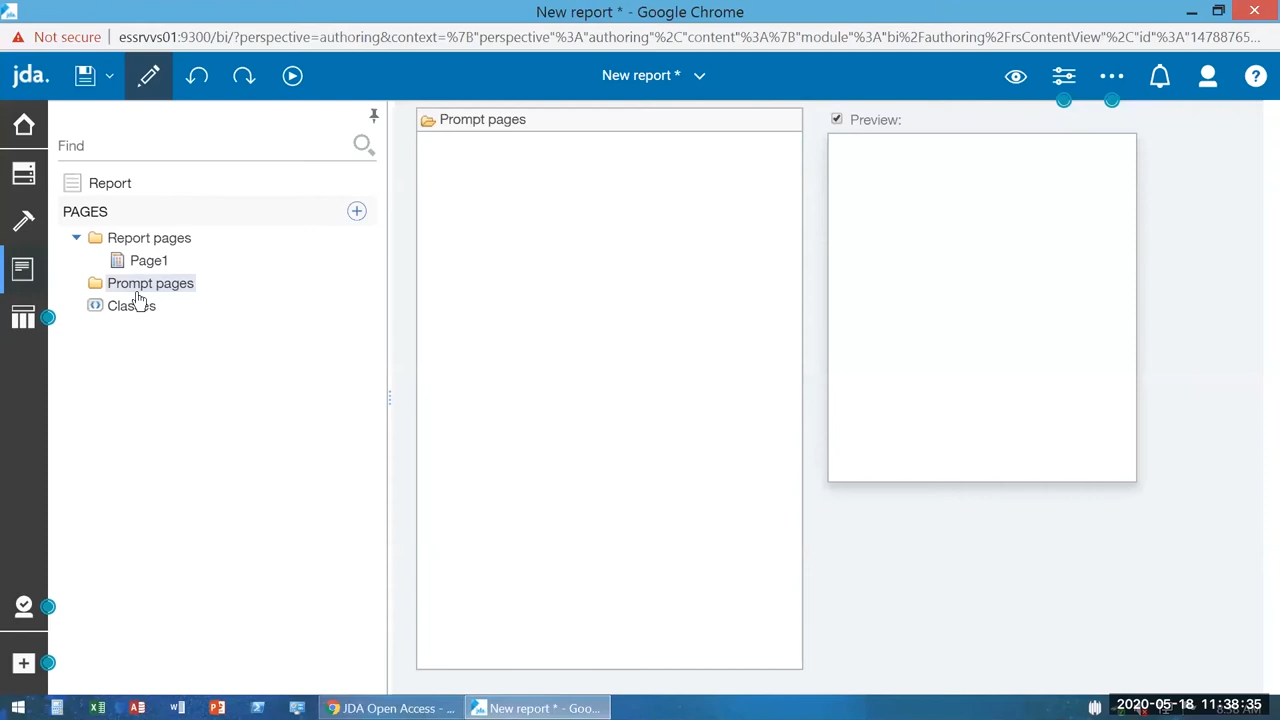 New report * - Google Chrome
Not secure | essrvvs01:9300/bi/?perspective=authoring&context=%7B"perspective"%3A"authoring"%2C"content"%3A%7B"module"%3A"bi%2Fauthoring%2FrsContentView"%2C"id"%3A"14788765...
jda.
New report *
Find
Report
PAGES
Report pages
Page1
Prompt pages
Classes
Prompt pages
Preview:
JDA Open Access - ...
New report * - Goo...
2020-05-18 11:38:35